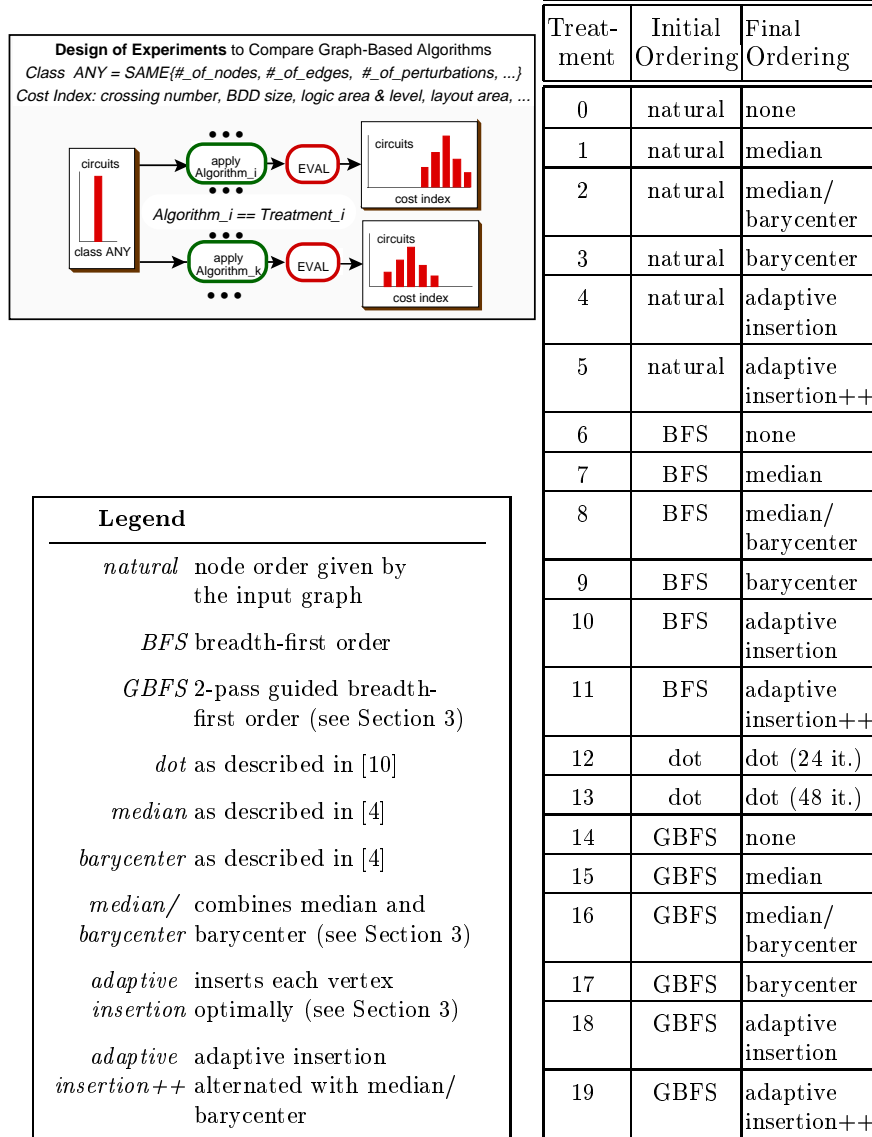 Design of Experiments to Compare Graph-Based Algorithms
Class ANY = SAME{#_of_nodes, #_of_edges, #_of_perturbations, ...}
Cost Index: crossing number, BDD size, logic area & level, layout area, ...
circuits
class ANY
apply
Algorithm_i
EVAL
circuits
cost index
Algorithm_i == Treatment_i
apply
Algorithm_k
EVAL
circuits
cost index
Legend
natural node order given by
the input graph
BFS breadth-first order
GBFS 2-pass guided breadth-
first order (see Section 3)
dot as described in [10]
median as described in [4]
barycenter as described in [4]
median/ combines median and
barycenter barycenter (see Section 3)
adaptive inserts each vertex
insertion optimally (see Section 3)
adaptive adaptive insertion
insertion++ alternated with median/
barycenter
Treat- Initial Final
ment Ordering Ordering
0 natural none
1 natural median
2 natural median/
barycenter
3 natural barycenter
4 natural adaptive
insertion
5 natural adaptive
insertion++
6 BFS none
7 BFS median
8 BFS median/
barycenter
9 BFS barycenter
10 BFS adaptive
insertion
11 BFS adaptive
insertion++
12 dot dot (24 it.)
13 dot dot (48 it.)
14 GBFS none
15 GBFS median
16 GBFS median/
barycenter
17 GBFS barycenter
18 GBFS adaptive
insertion
19 GBFS adaptive
insertion++